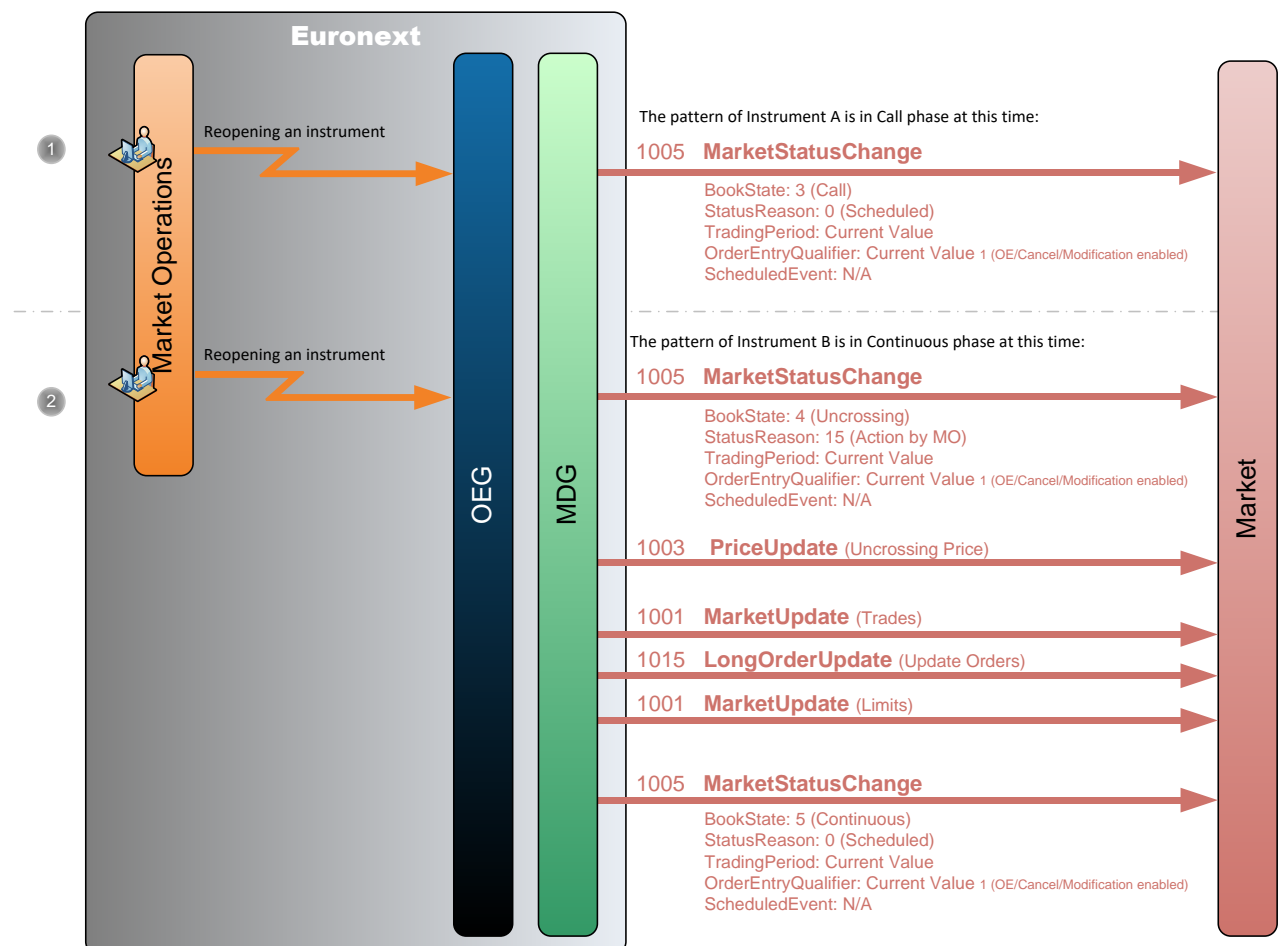 Euronext
Market Operations
OEG
MDG
Market
1
Reopening an instrument
The pattern of Instrument A is in Call phase at this time:
1005 MarketStatusChange
BookState: 3 (Call)
StatusReason: 0 (Scheduled)
TradingPeriod: Current Value
OrderEntryQualifier: Current Value 1 (OE/Cancel/Modification enabled)
ScheduledEvent: N/A
2
Reopening an instrument
The pattern of Instrument B is in Continuous phase at this time:
1005 MarketStatusChange
BookState: 4 (Uncrossing)
StatusReason: 15 (Action by MO)
TradingPeriod: Current Value
OrderEntryQualifier: Current Value 1 (OE/Cancel/Modification enabled)
ScheduledEvent: N/A
1003 PriceUpdate (Uncrossing Price)
1001 MarketUpdate (Trades)
1015 LongOrderUpdate (Update Orders)
1001 MarketUpdate (Limits)
1005 MarketStatusChange
BookState: 5 (Continuous)
StatusReason: 0 (Scheduled)
TradingPeriod: Current Value
OrderEntryQualifier: Current Value 1 (OE/Cancel/Modification enabled)
ScheduledEvent: N/A